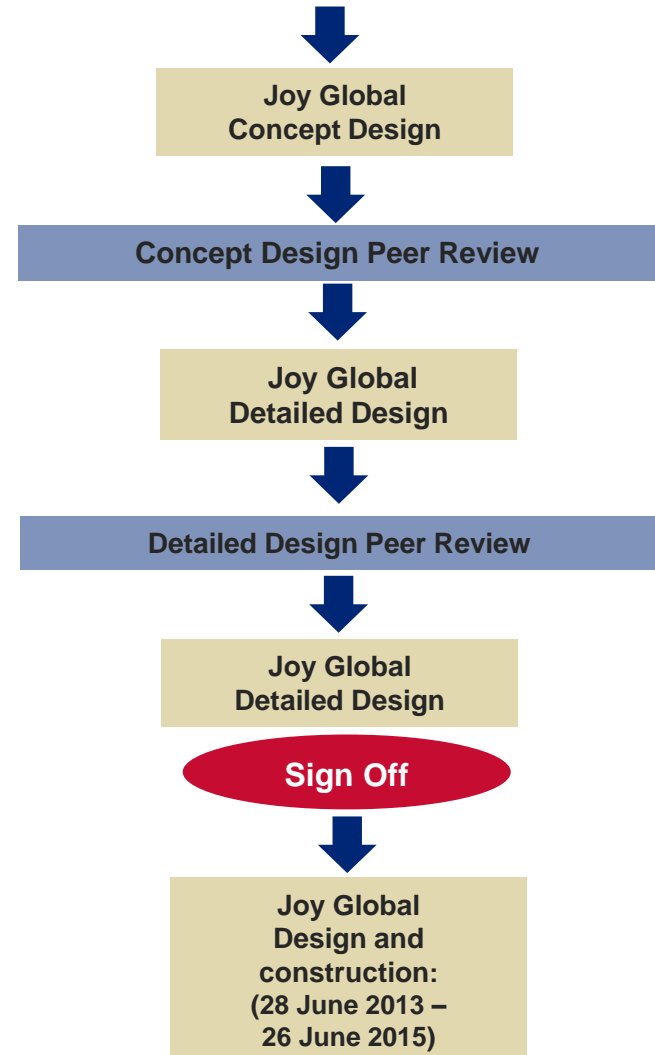 Joy Global
Concept Design
Concept Design Peer Review
Joy Global
Detailed Design
Detailed Design Peer Review
Joy Global
Detailed Design
Sign Off
Joy Global
Design and
construction:
(28 June 2013 –
26 June 2015)